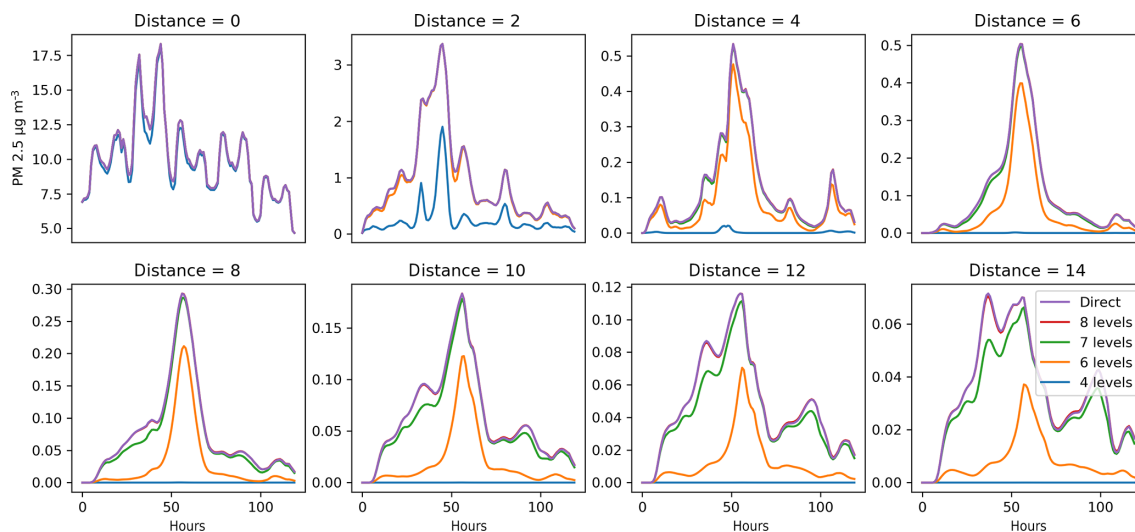 Distance = 0
Distance = 2
Distance = 4
Distance = 6
PM 2.5 µg m⁻³
17.5
15.0
12.5
10.0
7.5
5.0
3
2
1
0
0.5
0.4
0.3
0.2
0.1
0.0
0.5
0.4
0.3
0.2
0.1
0.0
Distance = 8
Distance = 10
Distance = 12
Distance = 14
0.30
0.25
0.20
0.15
0.10
0.05
0.00
0 50 100
Hours
0.15
0.10
0.05
0.00
0 50 100
Hours
0.12
0.10
0.08
0.06
0.04
0.02
0.00
0 50 100
Hours
0.06
0.04
0.02
0.00
0 50 100
Hours
Direct
8 levels
7 levels
6 levels
4 levels